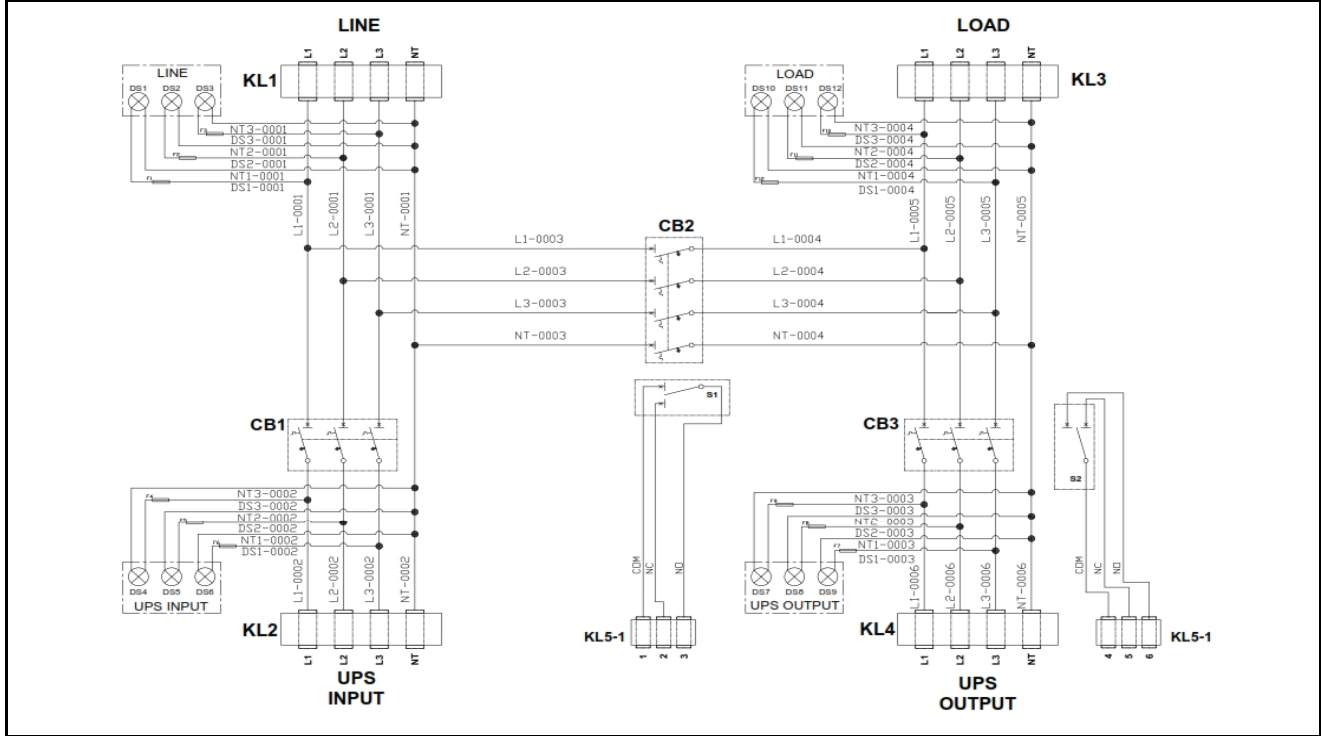 LINE
LOAD
L1 L2 L3 NT
L1 L2 L3 NT
KL1
KL3
LINE
DS1 DS2 DS3
LOAD
DS10 DS11 DS12
F3 NT3-0001
DS3-0001
F2 NT2-0001
DS2-0001
NT1-0001
F1 DS1-0001
NT3-0004
DS3-0004
NT2-0004
DS2-0004
NT1-0004
DS1-0004
L1-0001 L2-0001 L3-0001 NT-0001
L1-0005 L2-0005 L3-0005 NT-0005
CB2
L1-0003 L1-0004
L2-0003 L2-0004
L3-0003 L3-0004
NT-0003 NT-0004
S1
CB1
CB3
S2
NT3-0002
DS3-0002
NT2-0002
DS2-0002
NT1-0002
DS1-0002
NT3-0003
DS3-0003
NT2-0003
DS2-0003
NT1-0003
DS1-0003
L1-0002 L2-0002 L3-0002 NT-0002
COM NC NO
L1-0006 L2-0006 L3-0006 NT-0006
COM NC NO
DS4 DS5 DS6
UPS INPUT
DS7 DS8 DS9
UPS OUTPUT
KL2
KL5-1
KL4
KL5-1
L1 L2 L3 NT
1 2 3
L1 L2 L3 NT
4 5 6
UPS
INPUT
UPS
OUTPUT